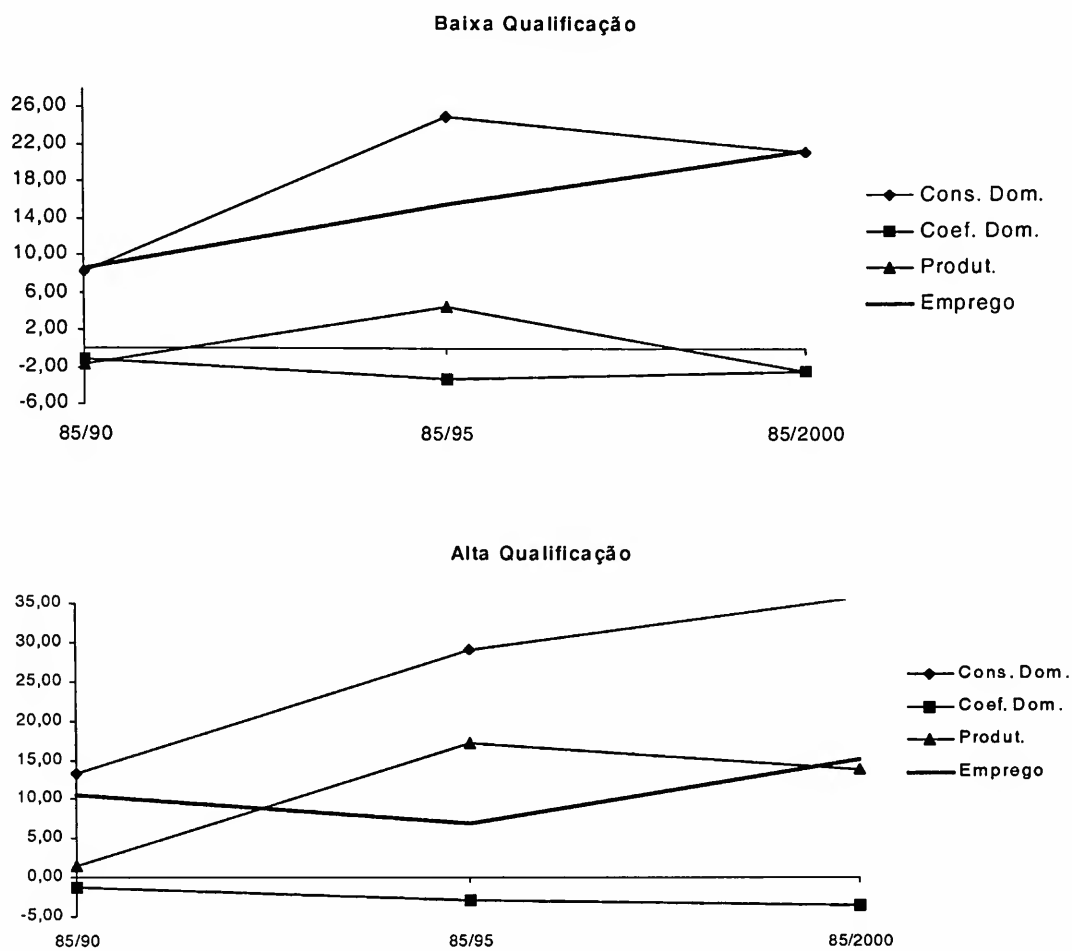 Baixa Qualificação
26,00
22,00
18,00
14,00
10,00
6,00
2,00
-2,00
-6,00
85/90
85/95
85/2000
Cons. Dom.
Coef. Dom.
Produt.
Emprego
Alta Qualificação
35,00
30,00
25,00
20,00
15,00
10,00
5,00
0,00
-5,00
85/90
85/95
85/2000
Cons. Dom.
Coef. Dom.
Produt.
Emprego